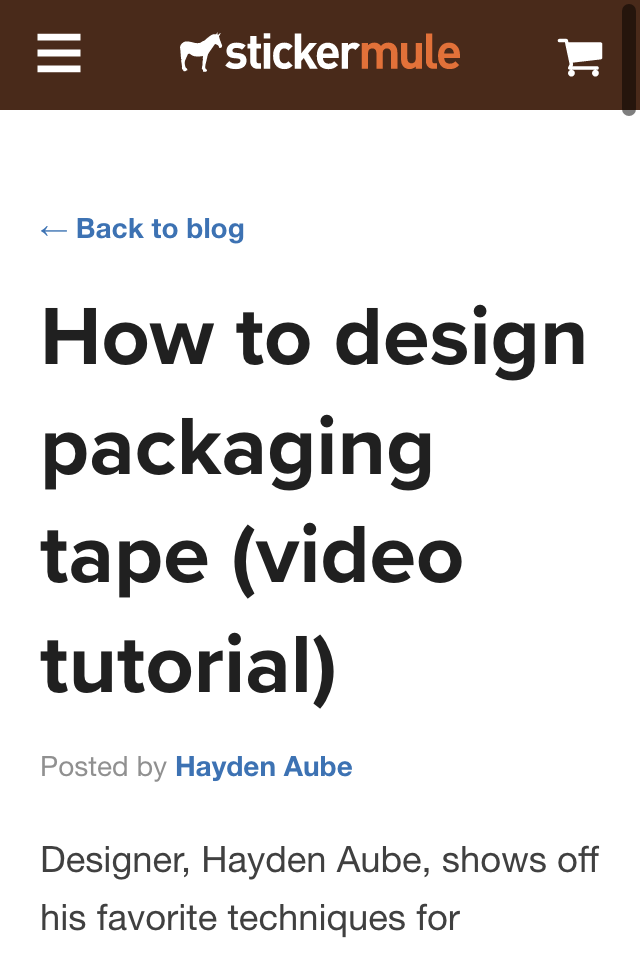 stickermule
← Back to blog
How to design
packaging
tape (video
tutorial)
Posted by Hayden Aube
Designer, Hayden Aube, shows off
his favorite techniques for